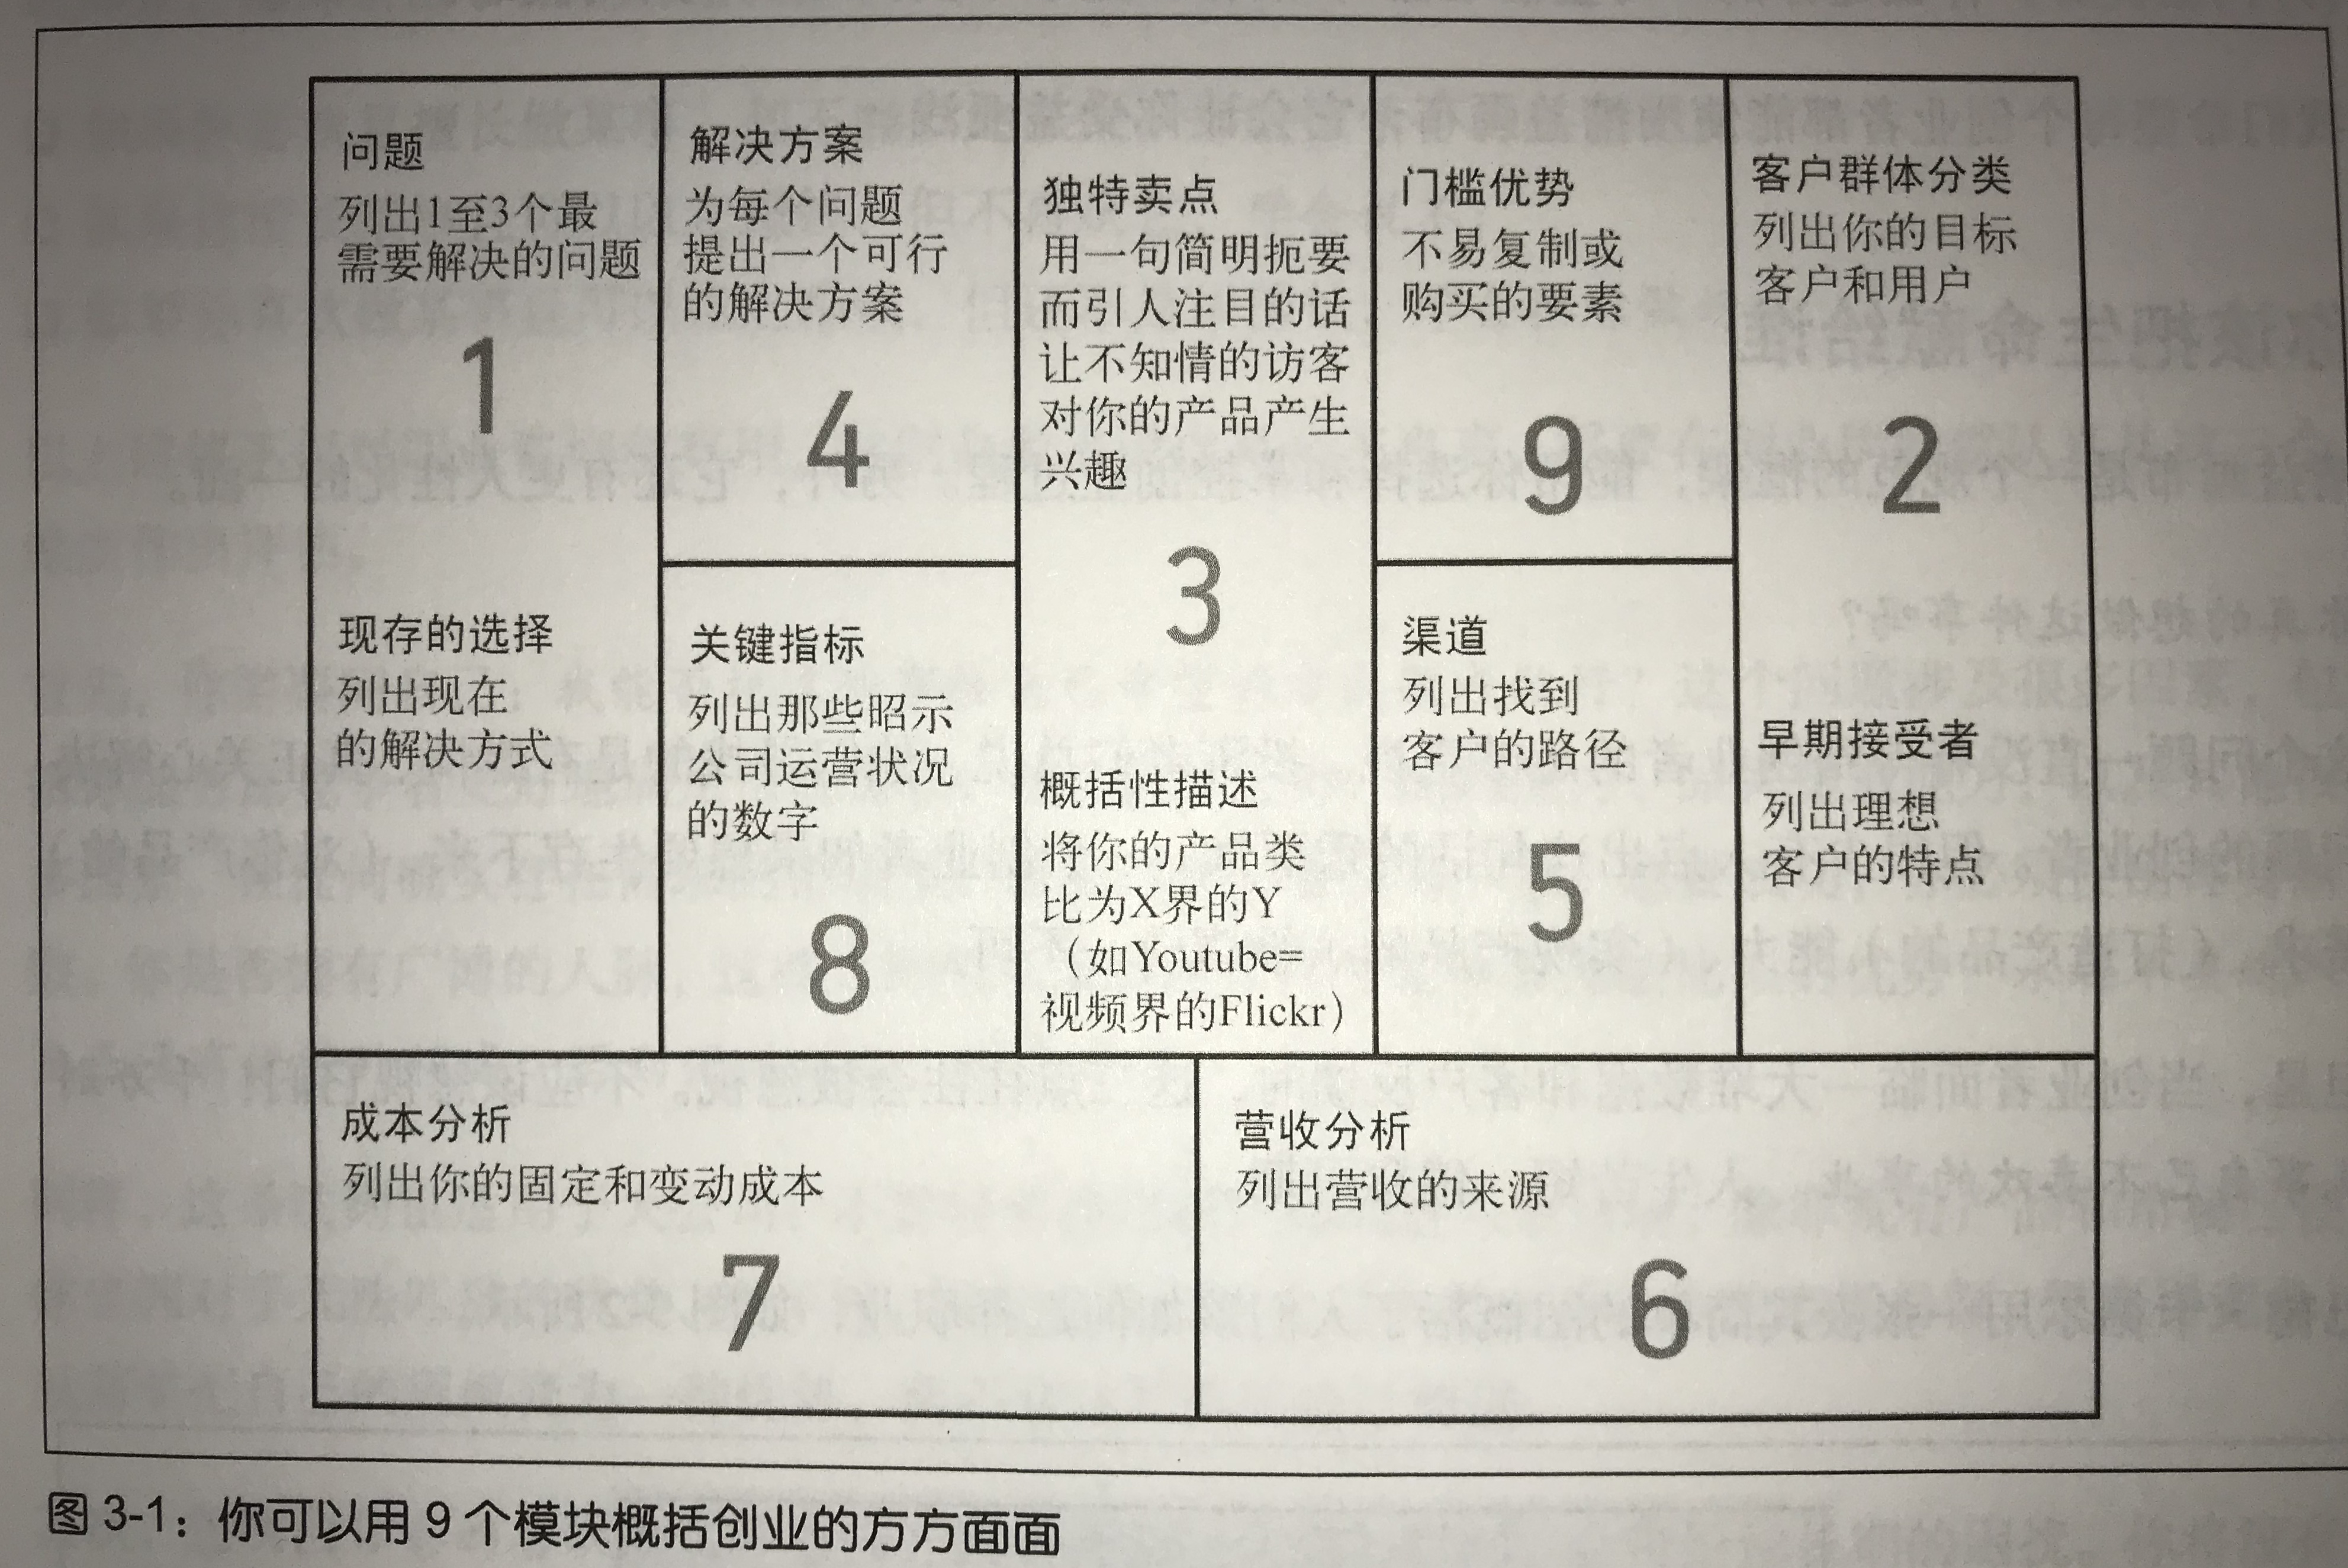 问题
列出1至3个最
需要解决的问题
1
现存的选择
列出现在
的解决方式
解决方案
为每个问题
提出一个可行
的解决方案
4
关键指标
列出那些昭示
公司运营状况
的数字
8
独特卖点
用一句简明扼要
而引人注目的话
让不知情的访客
对你的产品产生
兴趣
3
概括性描述
将你的产品类
比为X界的Y
（如Youtube=
视频界的Flickr）
门槛优势
不易复制或
购买的要素
9
渠道
列出找到
客户的路径
5
客户群体分类
列出你的目标
客户和用户
2
早期接受者
列出理想
客户的特点
成本分析
列出你的固定和变动成本
7
营收分析
列出营收的来源
6
图 3-1：你可以用 9 个模块概括创业的方方面面